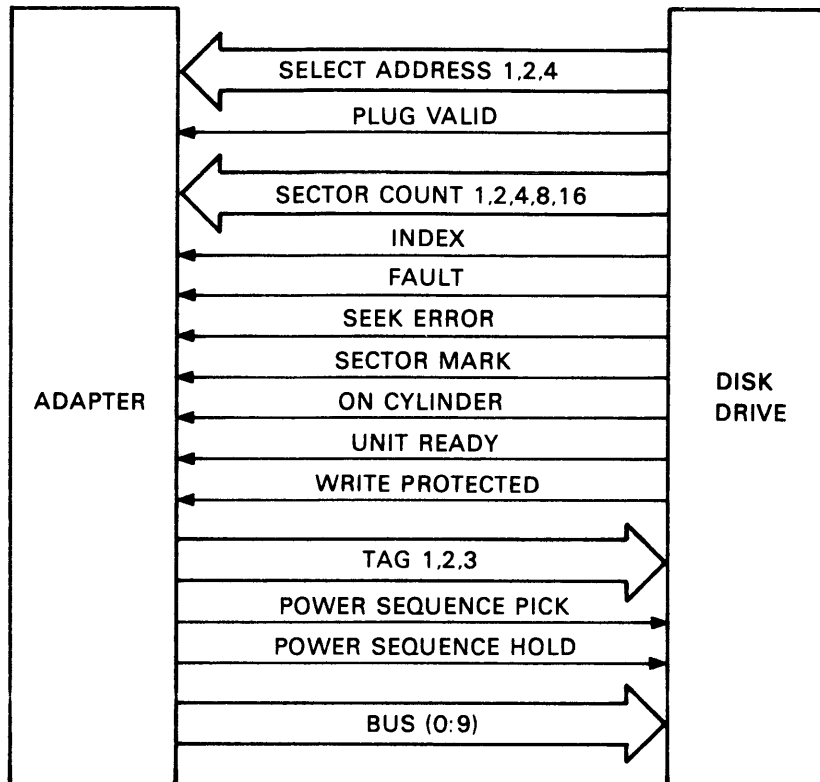 SELECT ADDRESS 1,2,4
PLUG VALID
SECTOR COUNT 1,2,4,8,16
INDEX
FAULT
SEEK ERROR
SECTOR MARK
ADAPTER
ON CYLINDER
DISK
DRIVE
UNIT READY
WRITE PROTECTED
TAG 1,2,3
POWER SEQUENCE PICK
POWER SEQUENCE HOLD
BUS (0:9)